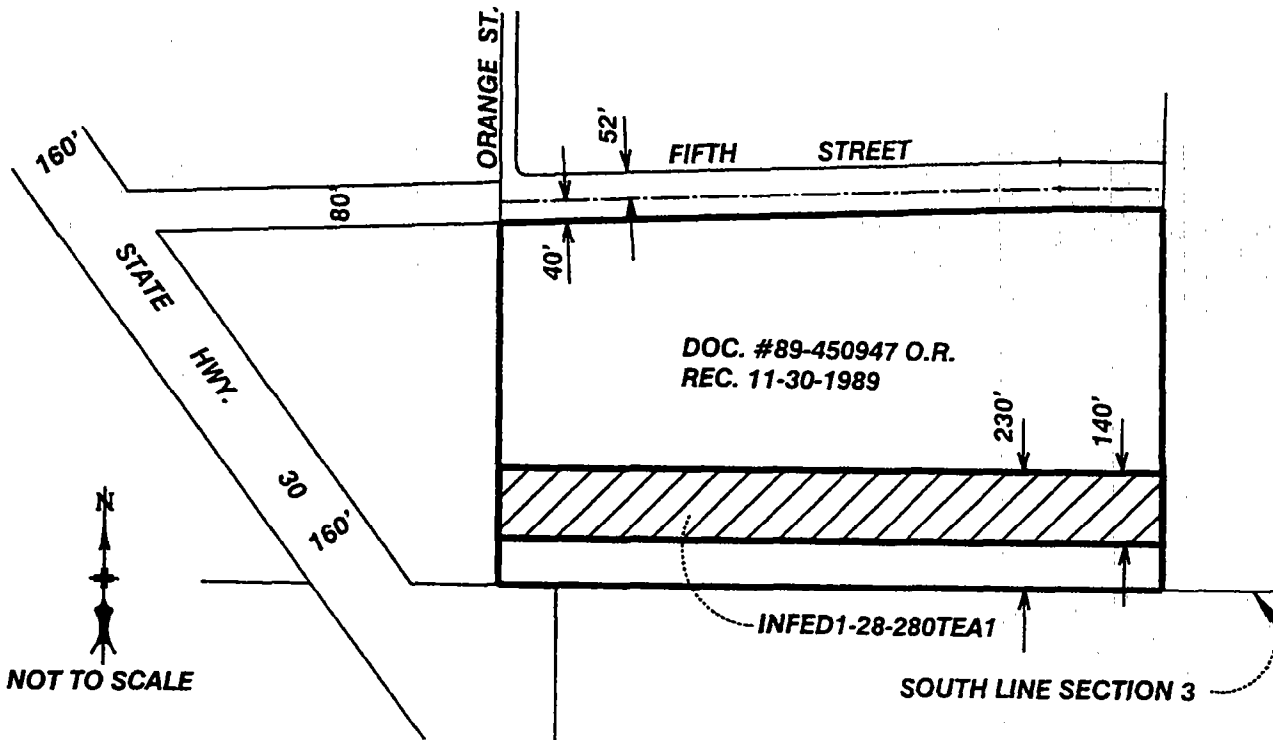 ORANGE ST.
52'
FIFTH STREET
160'
80'
40'
STATE HWY. 30
160'
DOC. #89-450947 O.R.
REC. 11-30-1989
230'
140'
N
NOT TO SCALE
INFED1-28-280TEA1
SOUTH LINE SECTION 3